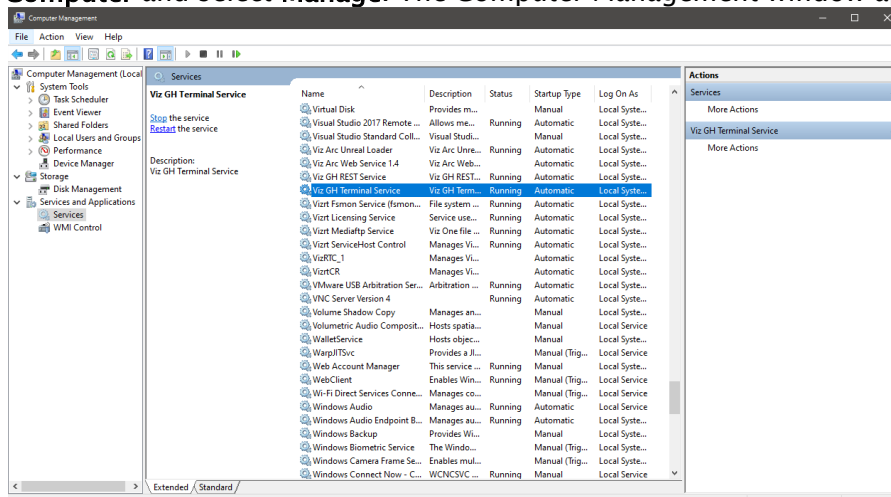 Computer and select Manage. The Computer Management window a
Computer Management
File Action View Help
Computer Management (Local
System Tools
Task Scheduler
Event Viewer
Shared Folders
Local Users and Groups
Performance
Device Manager
Storage
Disk Management
Services and Applications
Services
WMI Control
Services
Viz GH Terminal Service
Stop the service
Restart the service
Description:
Viz GH Terminal Service
Name Description Status Startup Type Log On As
Virtual Disk Provides m... Manual Local Syste...
Visual Studio 2017 Remote ... Allows me... Running Automatic Local Syste...
Visual Studio Standard Coll... Visual Studi... Manual Local Syste...
Viz Arc Unreal Loader Viz Arc Unre... Running Automatic Local Syste...
Viz Arc Web Service 1.4 Viz Arc Web... Automatic Local Syste...
Viz GH REST Service Viz GH REST... Running Automatic Local Syste...
Viz GH Terminal Service Viz GH Term... Running Automatic Local Syste...
Vizrt Fsmon Service (fsmon... File system ... Running Automatic Local Syste...
Vizrt Licensing Service Service use... Running Automatic Local Syste...
Vizrt Mediaftp Service Viz One file ... Running Automatic Local Syste...
Vizrt ServiceHost Control Manages Vi... Running Automatic Local Syste...
VizRTC_1 Manages Vi... Automatic Local Syste...
VizrtCR Manages Vi... Automatic Local Syste...
VMware USB Arbitration Ser... Arbitration ... Running Automatic Local Syste...
VNC Server Version 4 Running Automatic Local Syste...
Volume Shadow Copy Manages an... Manual Local Syste...
Volumetric Audio Composit... Hosts spatia... Manual Local Service
WalletService Hosts objec... Manual Local Syste...
WarpJITSvc Provides a JI... Manual (Trig... Local Service
Web Account Manager This service ... Running Manual Local Syste...
WebClient Enables Win... Running Manual (Trig... Local Service
Wi-Fi Direct Services Conne... Manages co... Manual (Trig... Local Service
Windows Audio Manages au... Running Automatic Local Service
Windows Audio Endpoint B... Manages au... Running Automatic Local Syste...
Windows Backup Provides Wi... Manual Local Syste...
Windows Biometric Service The Windo... Manual (Trig... Local Syste...
Windows Camera Frame Se... Enables mul... Manual (Trig... Local Service
Windows Connect Now - C... WCNCSVC ... Running Manual Local Service
Extended Standard
Actions
Services
More Actions
Viz GH Terminal Service
More Actions